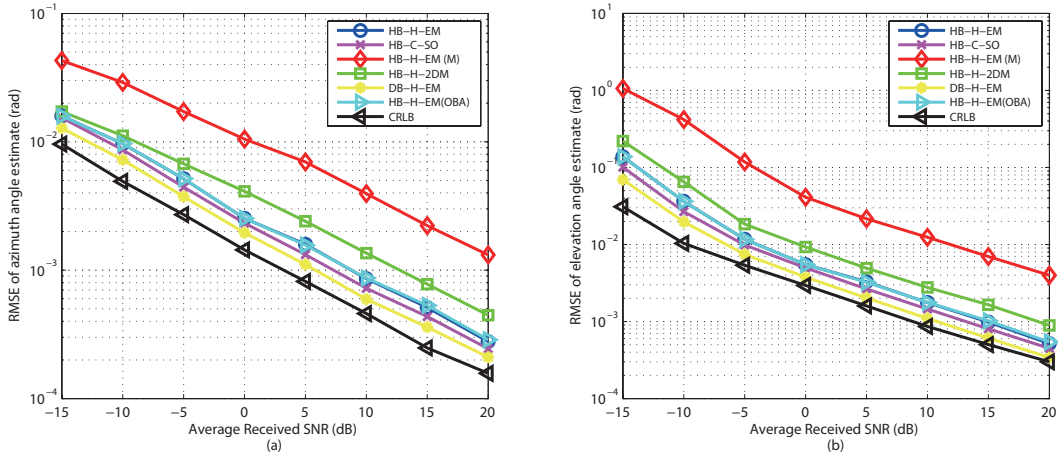 10^-1
10^-2
10^-3
10^-4
RMSE of azimuth angle estimate (rad)
HB-H-EM
HB-C-SO
HB-H-EM (M)
HB-H-2DM
DB-H-EM
HB-H-EM(OBA)
CRLB
-15 -10 -5 0 5 10 15 20
Average Received SNR (dB)
(a)
10^1
10^0
10^-1
10^-2
10^-3
10^-4
RMSE of elevation angle estimate (rad)
HB-H-EM
HB-C-SO
HB-H-EM (M)
HB-H-2DM
DB-H-EM
HB-H-EM(OBA)
CRLB
-15 -10 -5 0 5 10 15 20
Average Received SNR (dB)
(b)